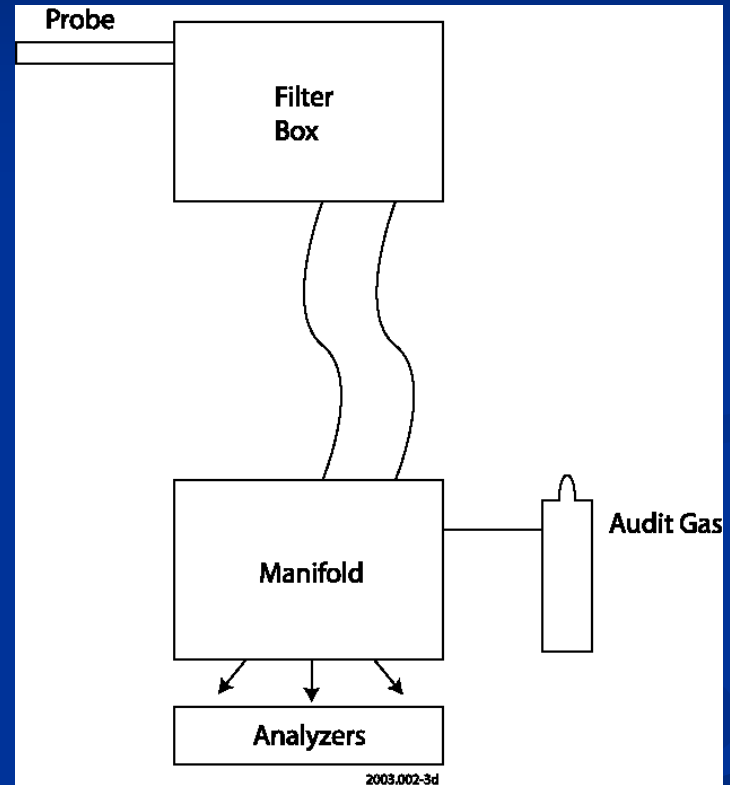 Probe
Filter
Box
Manifold
Audit Gas
Analyzers
2003.002-3d